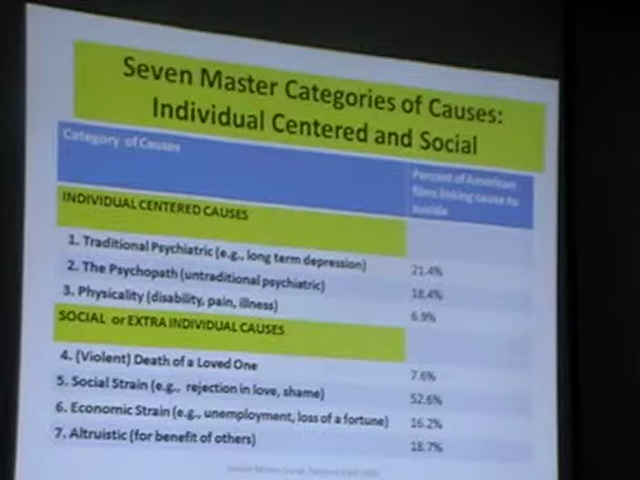 Seven Master Categories of Causes:
Individual Centered and Social
Category of Causes
Percent of American
films linking cause to
suicide
INDIVIDUAL CENTERED CAUSES
1. Traditional Psychiatric (e.g., long term depression)
21.4%
2. The Psychopath (untraditional psychiatric)
18.4%
3. Physicality (disability, pain, illness)
6.9%
SOCIAL or EXTRA INDIVIDUAL CAUSES
4. (Violent) Death of a Loved One
7.6%
5. Social Strain (e.g., rejection in love, shame)
52.6%
6. Economic Strain (e.g., unemployment, loss of a fortune)
16.2%
7. Altruistic (for benefit of others)
18.7%